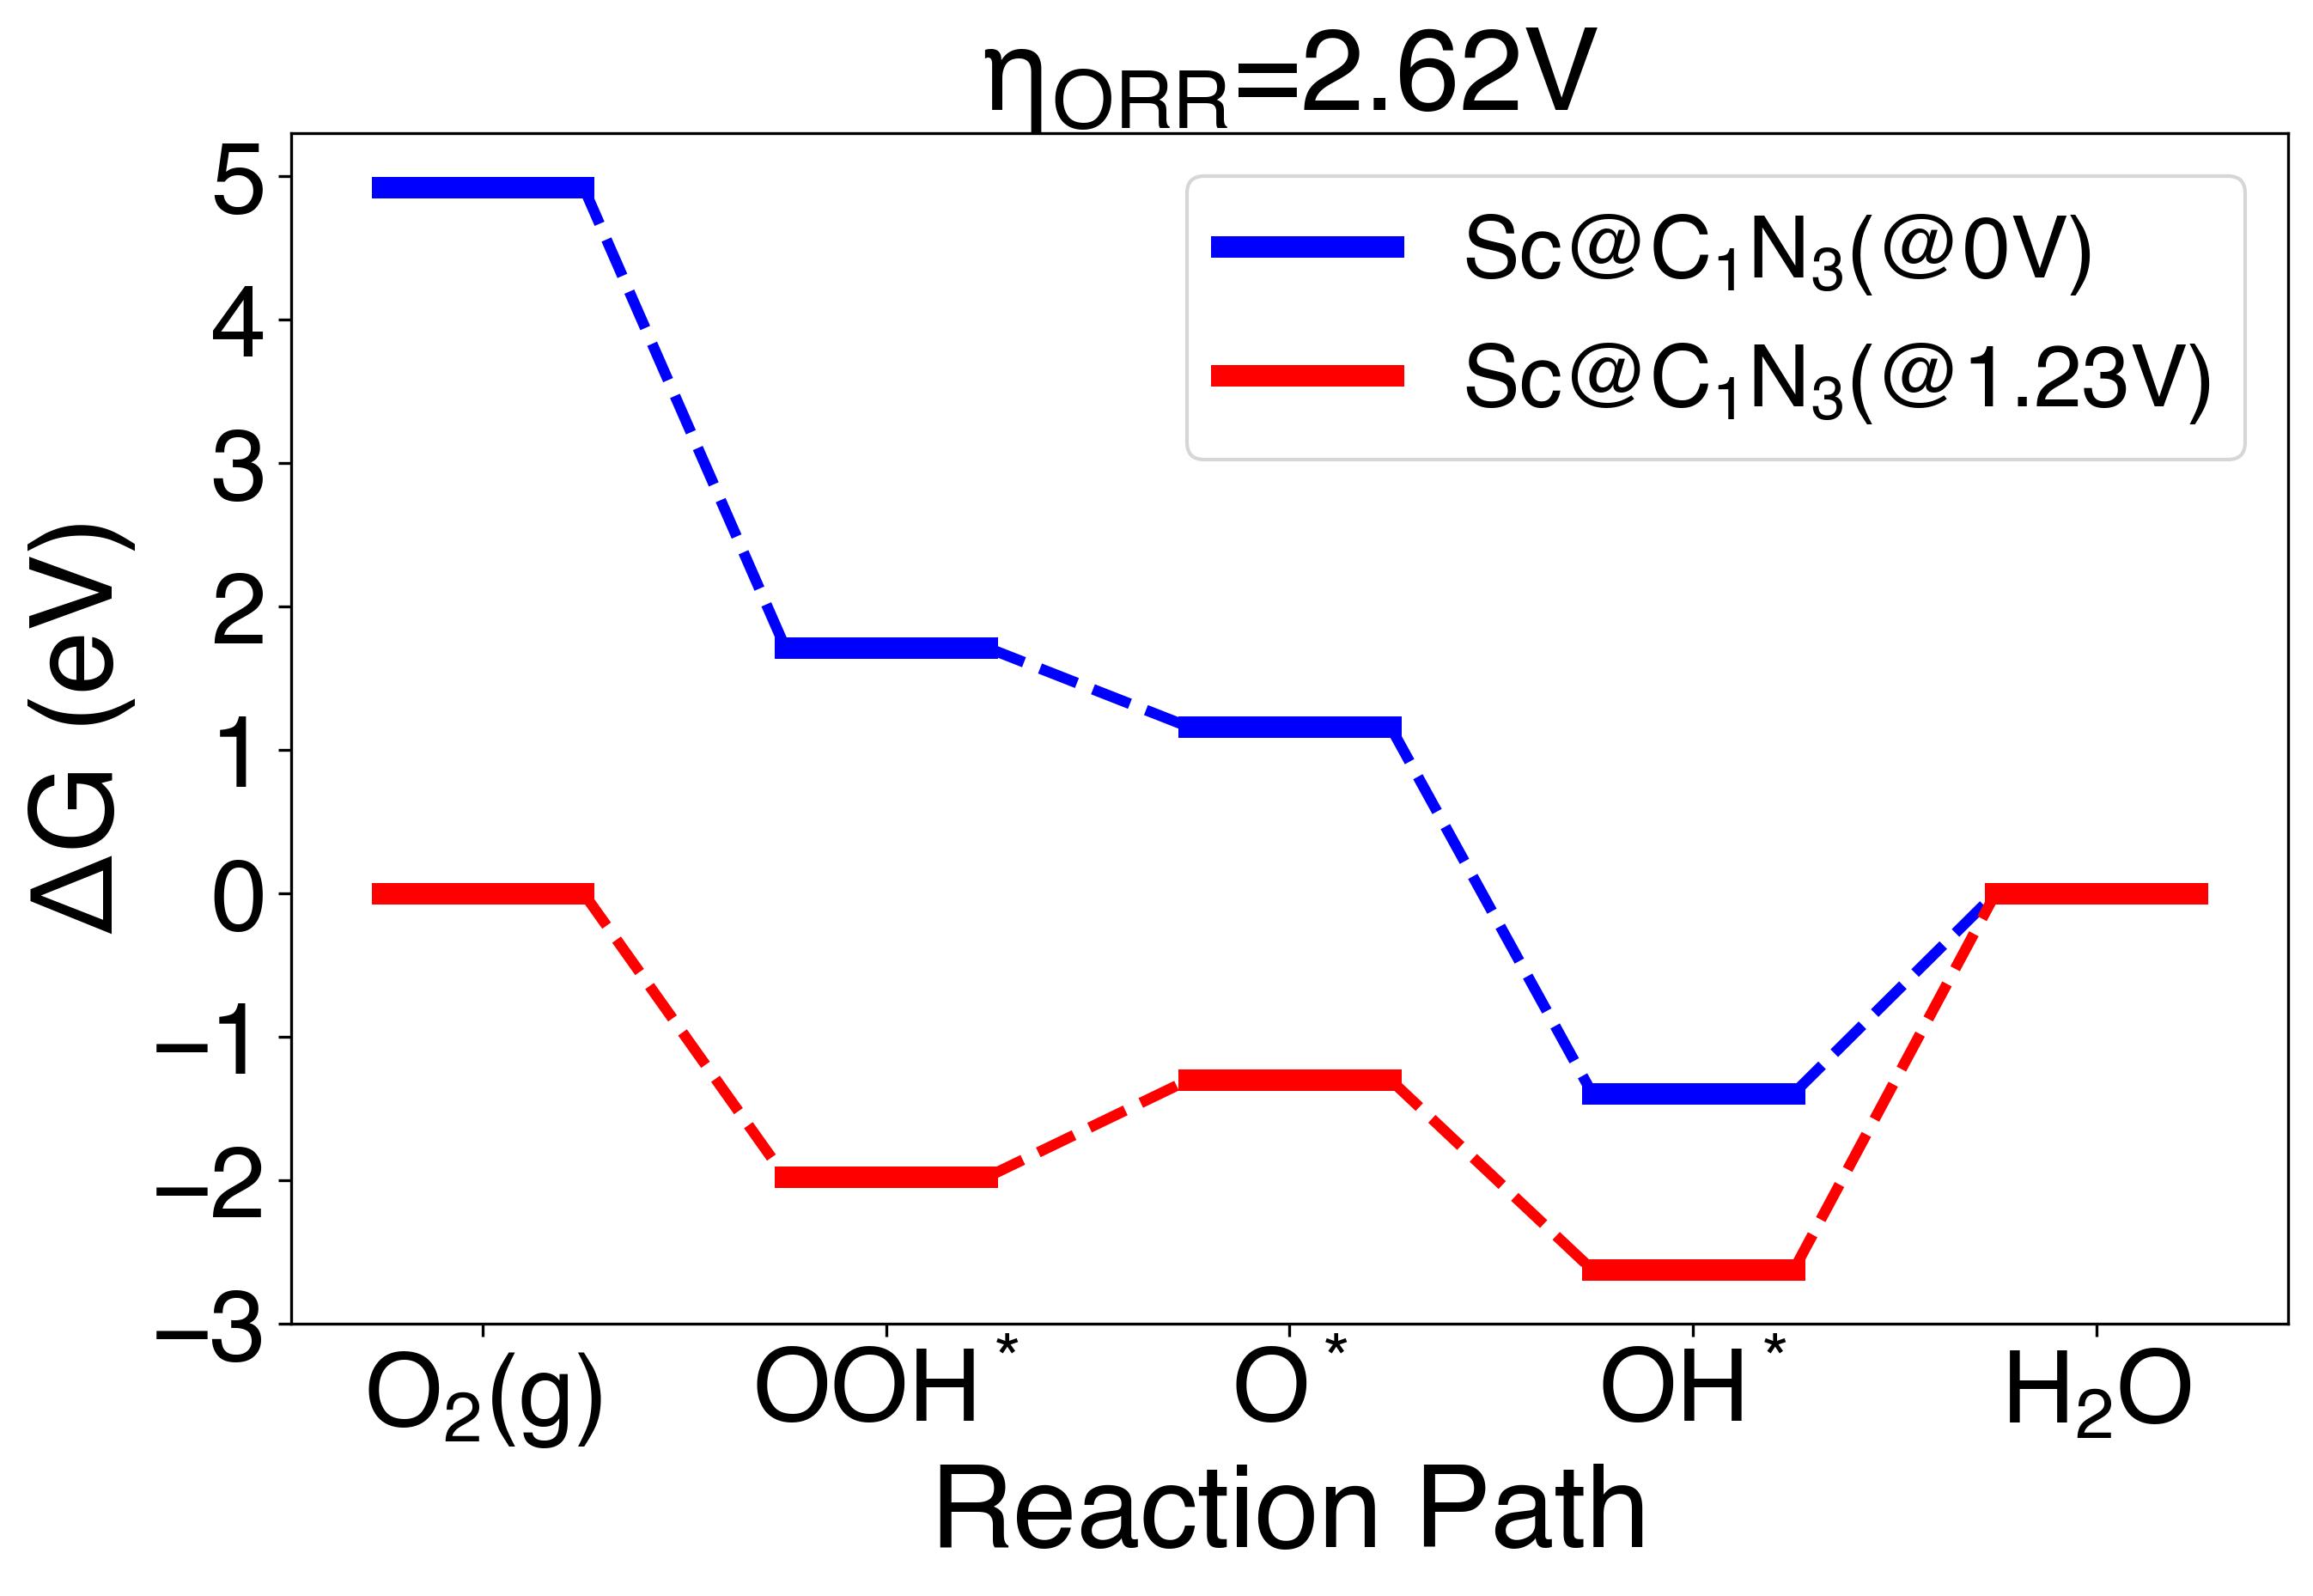 η_ORR=2.62V
Sc@C₁N₃(@0V)
Sc@C₁N₃(@1.23V)
ΔG (eV)
5
4
3
2
1
0
−1
−2
−3
O₂(g) OOH* O* OH* H₂O
Reaction Path